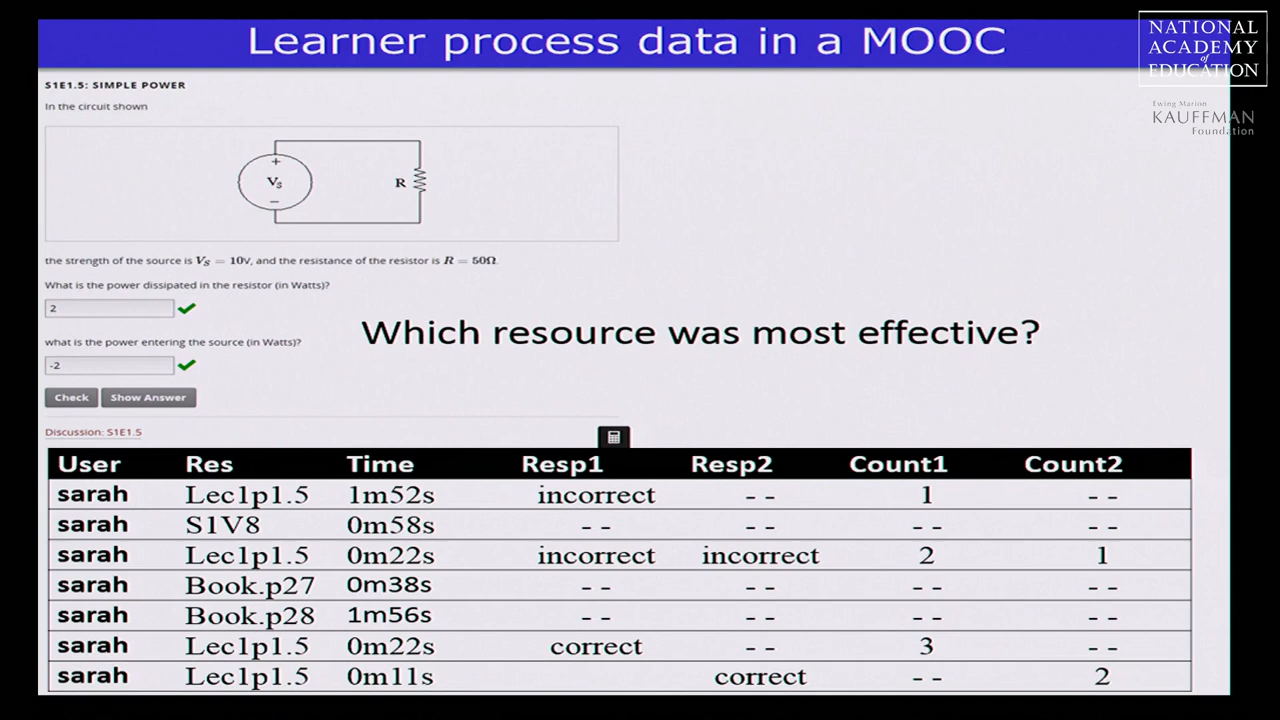 Learner process data in a MOOC
NATIONAL
ACADEMY
of
EDUCATION
Ewing Marion
KAUFFMAN
Foundation
S1E1.5: SIMPLE POWER
In the circuit shown
+
VS
−
R
the strength of the source is VS = 10V, and the resistance of the resistor is R = 50Ω.
What is the power dissipated in the resistor (in Watts)?
2
what is the power entering the source (in Watts)?
-2
Which resource was most effective?
Check Show Answer
Discussion: S1E1.5
User Res Time Resp1 Resp2 Count1 Count2
sarah Lec1p1.5 1m52s incorrect - - 1 - -
sarah S1V8 0m58s - - - - - - - -
sarah Lec1p1.5 0m22s incorrect incorrect 2 1
sarah Book.p27 0m38s - - - - - - - -
sarah Book.p28 1m56s - - - - - - - -
sarah Lec1p1.5 0m22s correct - - 3 - -
sarah Lec1p1.5 0m11s correct - - 2